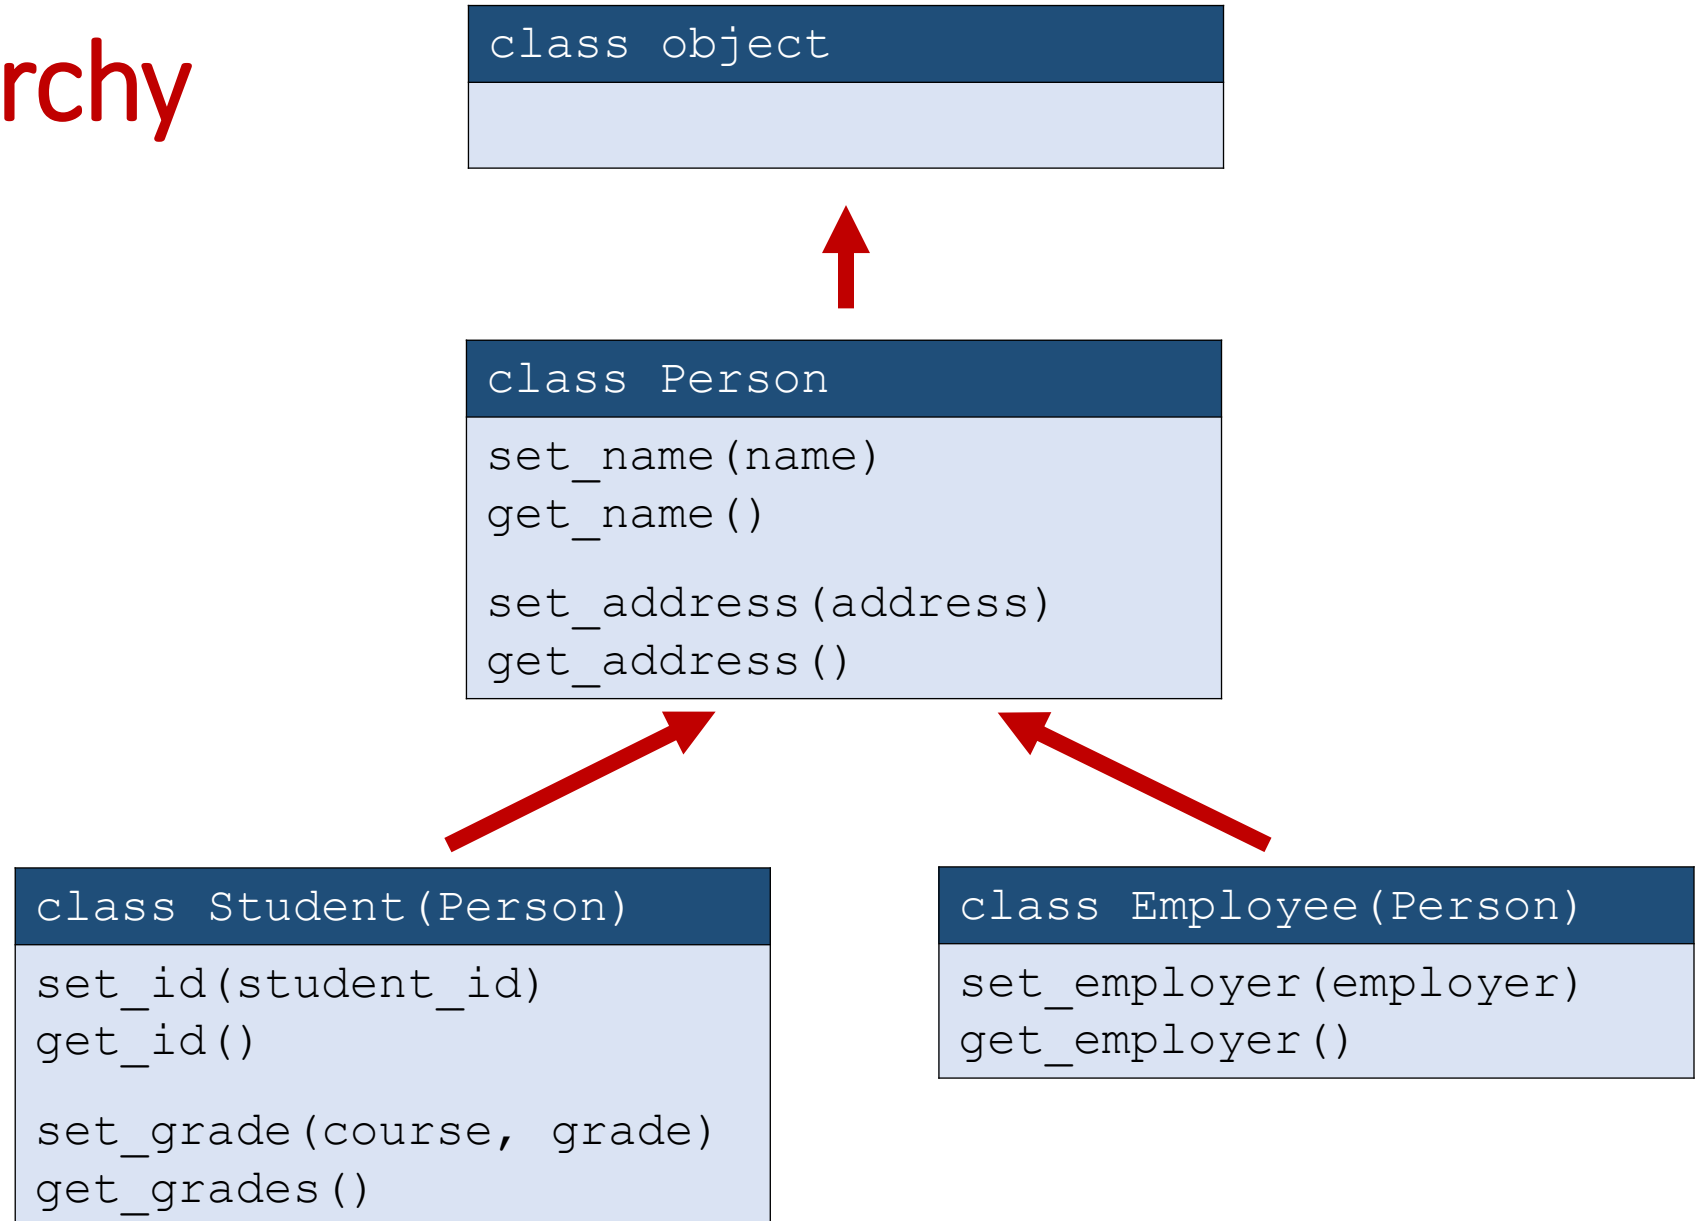 rchy
class object
class Person
set_name(name)
get_name()
set_address(address)
get_address()
class Student(Person)
set_id(student_id)
get_id()
set_grade(course, grade)
get_grades()
class Employee(Person)
set_employer(employer)
get_employer()